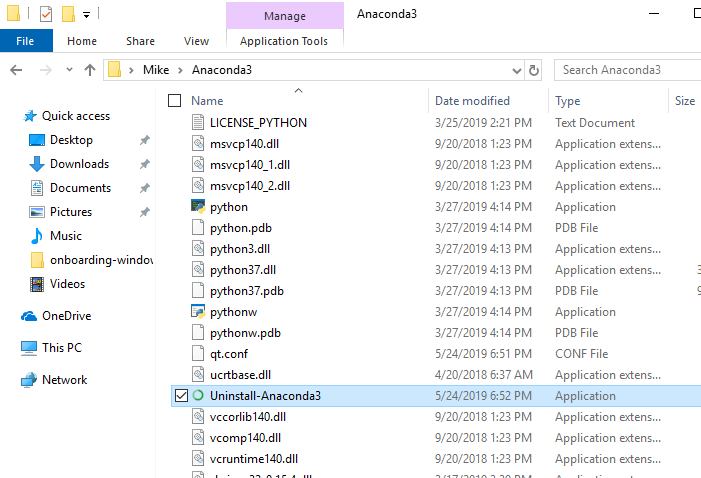 Manage
Anaconda3
File
Home
Share
View
Application Tools
Mike
Anaconda3
Search Anaconda3
Quick access
Desktop
Downloads
Documents
Pictures
Music
onboarding-window
Videos
OneDrive
This PC
Network
Name Date modified Type Size
LICENSE_PYTHON 3/25/2019 2:21 PM Text Document
msvcp140.dll 9/20/2018 1:23 PM Application extens...
msvcp140_1.dll 9/20/2018 1:23 PM Application extens...
msvcp140_2.dll 9/20/2018 1:23 PM Application extens...
python 3/27/2019 4:14 PM Application
python.pdb 3/27/2019 4:14 PM PDB File
python3.dll 3/27/2019 4:13 PM Application extens...
python37.dll 3/27/2019 4:13 PM Application extens...
python37.pdb 3/27/2019 4:13 PM PDB File
pythonw 3/27/2019 4:14 PM Application
pythonw.pdb 3/27/2019 4:14 PM PDB File
qt.conf 5/24/2019 6:51 PM CONF File
ucrtbase.dll 4/20/2018 6:37 AM Application extens...
Uninstall-Anaconda3 5/24/2019 6:52 PM Application
vccorlib140.dll 9/20/2018 1:23 PM Application extens...
vcomp140.dll 9/20/2018 1:23 PM Application extens...
vcruntime140.dll 9/20/2018 1:23 PM Application extens...